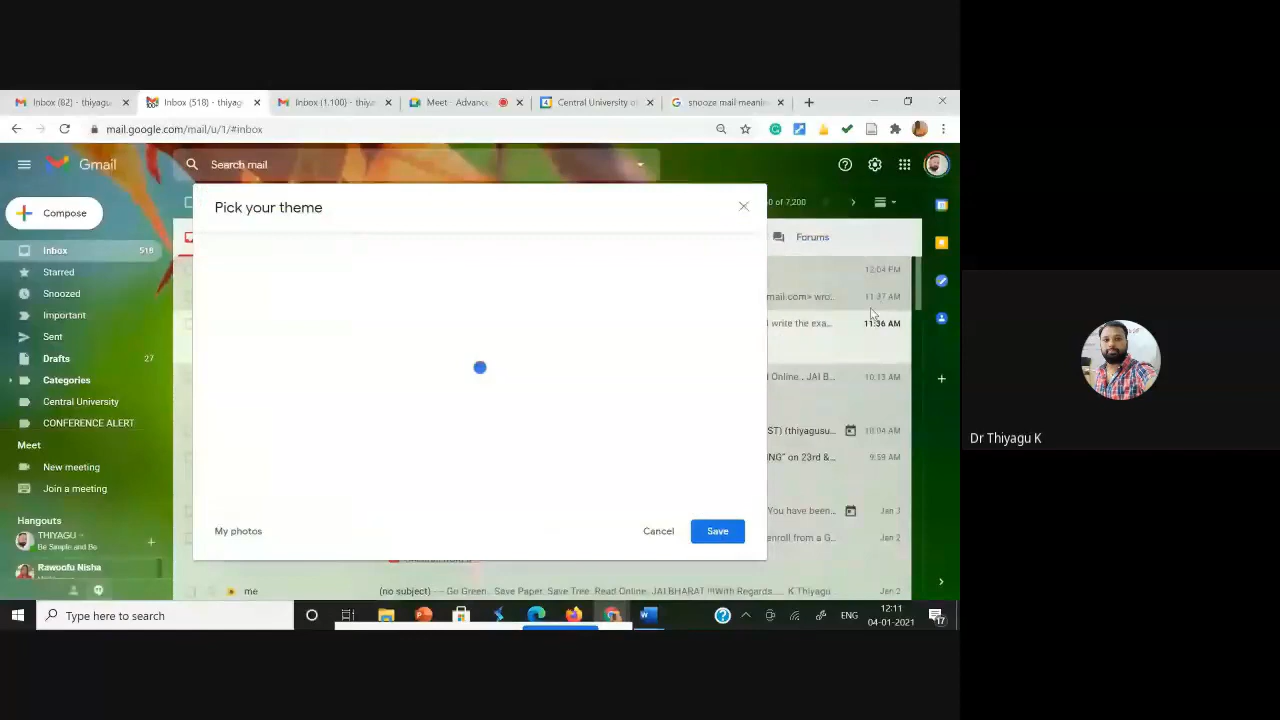 Inbox (82) - thiyagu
Inbox (518) - thiyag
Inbox (1,100) - thiya
Meet - Advance
Central University o
snooze mail meanin
mail.google.com/mail/u/1/#inbox
Gmail
Search mail
Compose
Pick your theme
0 of 7,200
Inbox 518
Forums
Starred
12:04 PM
Snoozed
mail.com> wro... 11:37 AM
Important
write the exa... 11:36 AM
Sent
Drafts 27
Categories
Online , JAI B... 10:13 AM
Central University
CONFERENCE ALERT
ST) (thiyagusu... 10:04 AM
Meet
ING" on 23rd &... 9:59 AM
New meeting
Join a meeting
You have been... Jan 3
Hangouts
My photos
Cancel
Save
THIYAGU
enroll from a G... Jan 2
Be Simple and Be
Rawoofu Nisha
me (no subject) — Go Green.. Save Paper, Save Tree. Read Online. JAI BHARAT !!!With Regards..... K Thiyagu Jan 2
Type here to search
ENG
12:11
04-01-2021
17
Dr Thiyagu K